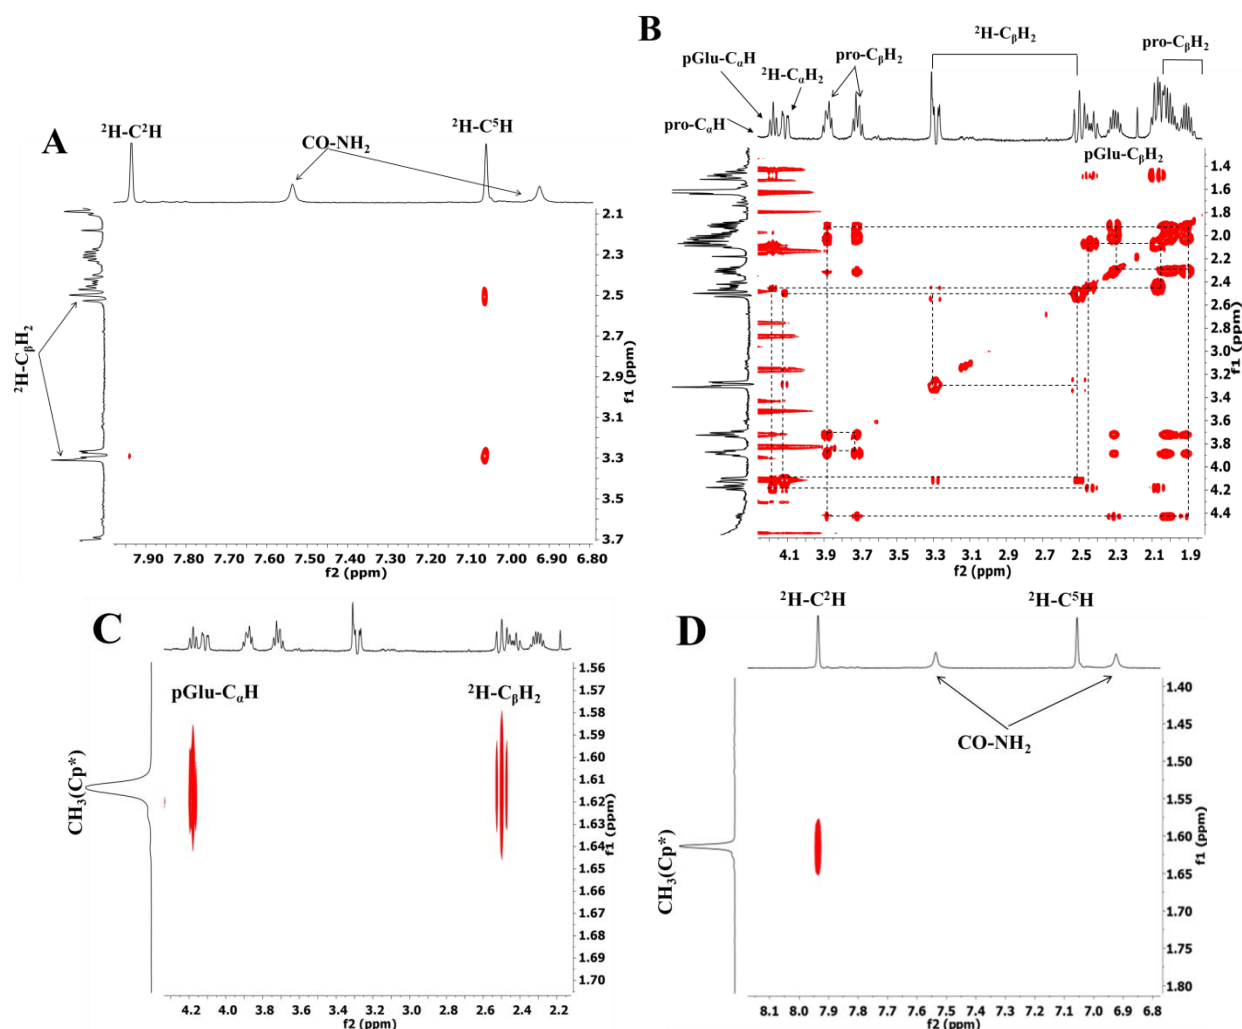 A
²H-C²H
CO-NH₂
²H-C⁵H
²H-CβH₂
2.1
2.3
2.5
2.7
2.9
3.1
3.3
3.5
3.7
f1 (ppm)
7.90 7.80 7.70 7.60 7.50 7.40 7.30 7.20 7.10 7.00 6.90 6.80
f2 (ppm)
B
²H-CβH₂
pro-CβH₂
pGlu-CαH
²H-CαH₂
pro-CβH₂
pro-CαH
pGlu-CβH₂
1.4
1.6
1.8
2.0
2.2
2.4
2.6
2.8
3.0
3.2
3.4
3.6
3.8
4.0
4.2
4.4
f1 (ppm)
4.1 3.9 3.7 3.5 3.3 3.1 2.9 2.7 2.5 2.3 2.1 1.9
f2 (ppm)
C
pGlu-CαH
²H-CβH₂
CH₃(Cp*)
1.56
1.57
1.58
1.59
1.60
1.61
1.62
1.63
1.64
1.65
1.66
1.67
1.68
1.69
1.70
f1 (ppm)
4.2 4.0 3.8 3.6 3.4 3.2 3.0 2.8 2.6 2.4 2.2
f2 (ppm)
D
²H-C²H
²H-C⁵H
CO-NH₂
CH₃(Cp*)
1.40
1.45
1.50
1.55
1.60
1.65
1.70
1.75
1.80
f1 (ppm)
8.1 8.0 7.9 7.8 7.7 7.6 7.5 7.4 7.3 7.2 7.1 7.0 6.9 6.8
f2 (ppm)